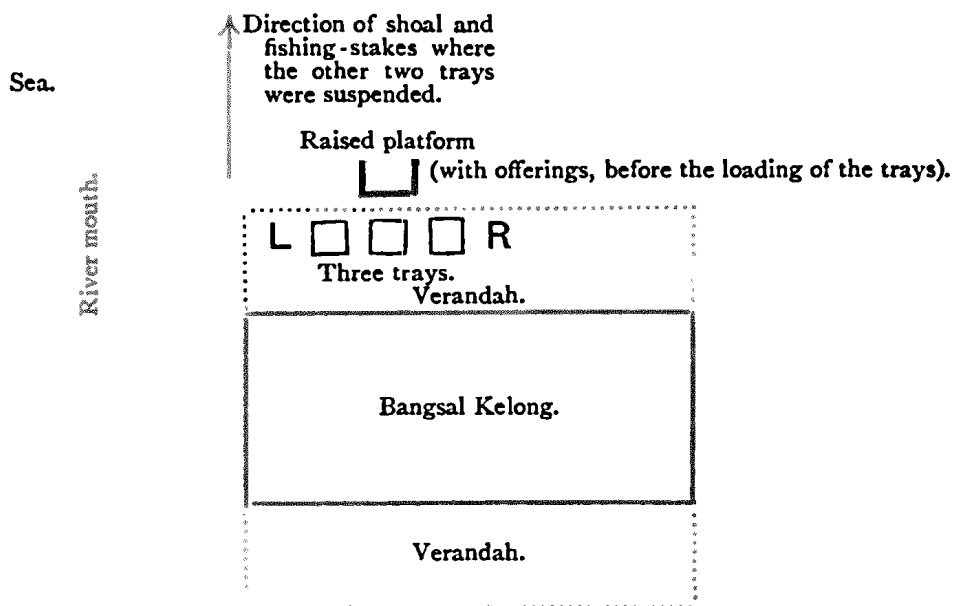 Direction of shoal and
fishing-stakes where
the other two trays
were suspended.
Sea.
Raised platform
(with offerings, before the loading of the trays).
River mouth.
L R
Three trays.
Verandah.
Bangsal Kelong.
Verandah.